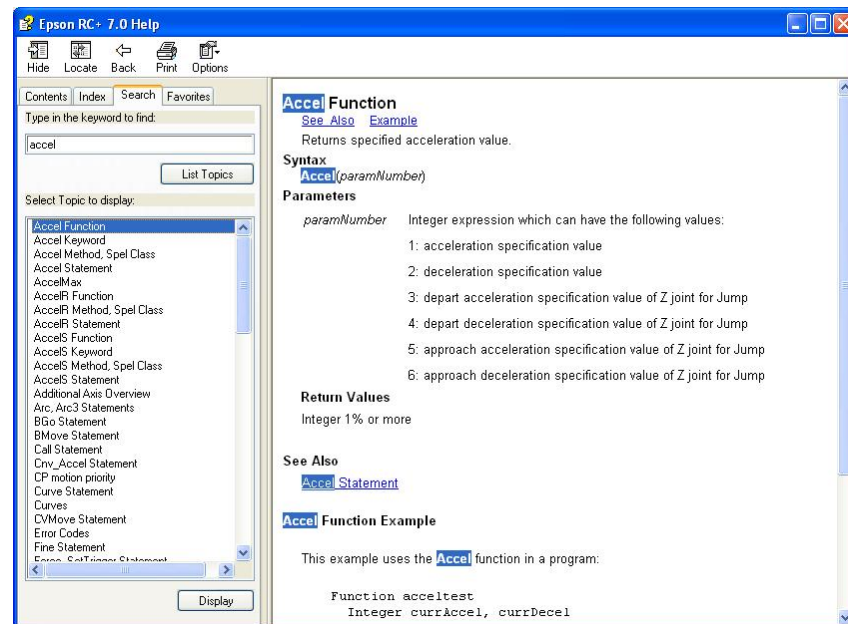 Epson RC+ 7.0 Help
Hide Locate Back Print Options
Contents Index Search Favorites
Type in the keyword to find:
accel
List Topics
Select Topic to display:
Accel Function
Accel Keyword
Accel Method, Spel Class
Accel Statement
AccelMax
AccelR Function
AccelR Method, Spel Class
AccelR Statement
AccelS Function
AccelS Keyword
AccelS Method, Spel Class
AccelS Statement
Additional Axis Overview
Arc, Arc3 Statements
BGo Statement
BMove Statement
Call Statement
Cnv_Accel Statement
CP motion priority
Curve Statement
Curves
CVMove Statement
Error Codes
Fine Statement
Force_SetTrigger Statement
Display
Accel Function
See Also Example
Returns specified acceleration value.
Syntax
Accel(paramNumber)
Parameters
paramNumber Integer expression which can have the following values:
1: acceleration specification value
2: deceleration specification value
3: depart acceleration specification value of Z joint for Jump
4: depart deceleration specification value of Z joint for Jump
5: approach acceleration specification value of Z joint for Jump
6: approach deceleration specification value of Z joint for Jump
Return Values
Integer 1% or more
See Also
Accel Statement
Accel Function Example
This example uses the Accel function in a program:
Function acceltest
Integer currAccel, currDecel